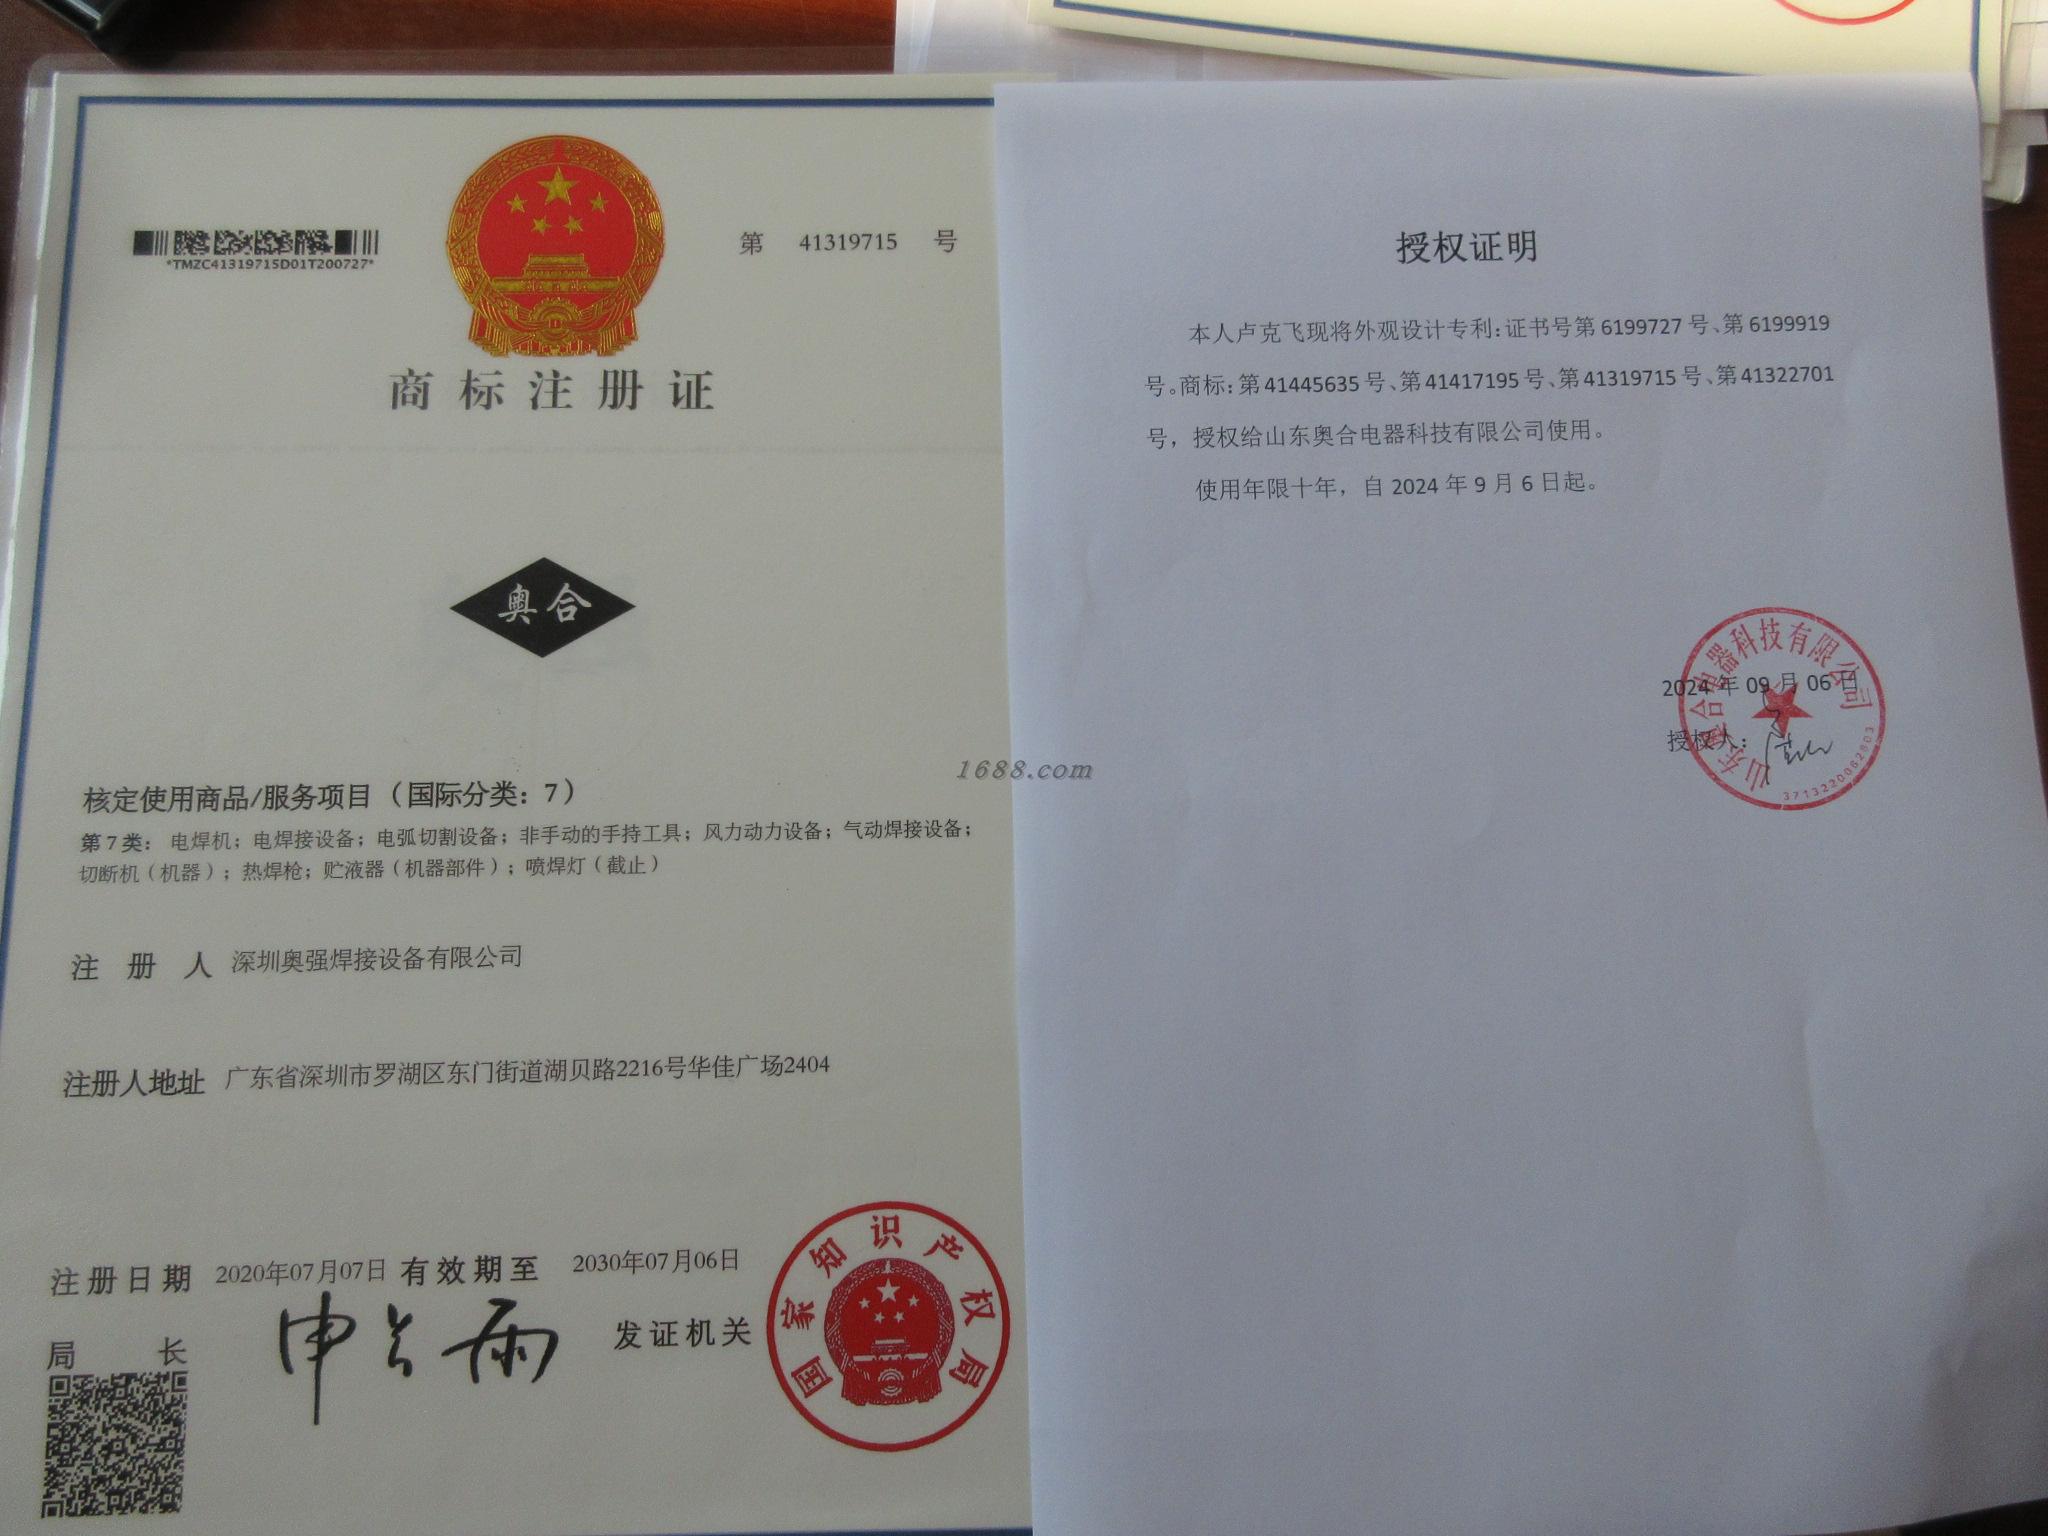 *TMZC41319715D01T200727*
第 41319715 号
商标注册证
奥合
核定使用商品/服务项目（国际分类：7）
第7类：电焊机；电焊接设备；电弧切割设备；非手动的手持工具；风力动力设备；气动焊接设备；
切断机（机器）；热焊枪；贮液器（机器部件）；喷焊灯（截止）
注册人 深圳奥强焊接设备有限公司
注册人地址 广东省深圳市罗湖区东门街道湖贝路2216号华佳广场2404
注册日期 2020年07月07日 有效期至 2030年07月06日
局长 申长雨 发证机关
国家知识产权局
授权证明
本人卢克飞现将外观设计专利：证书号第6199727号、第6199919
号。商标：第41445635号、第41417195号、第41319715号、第41322701
号，授权给山东奥合电器科技有限公司使用。
使用年限十年，自2024年9月6日起。
2024年09月06日
授权人：
山东奥合电器科技有限公司
3713220062803
1688.com